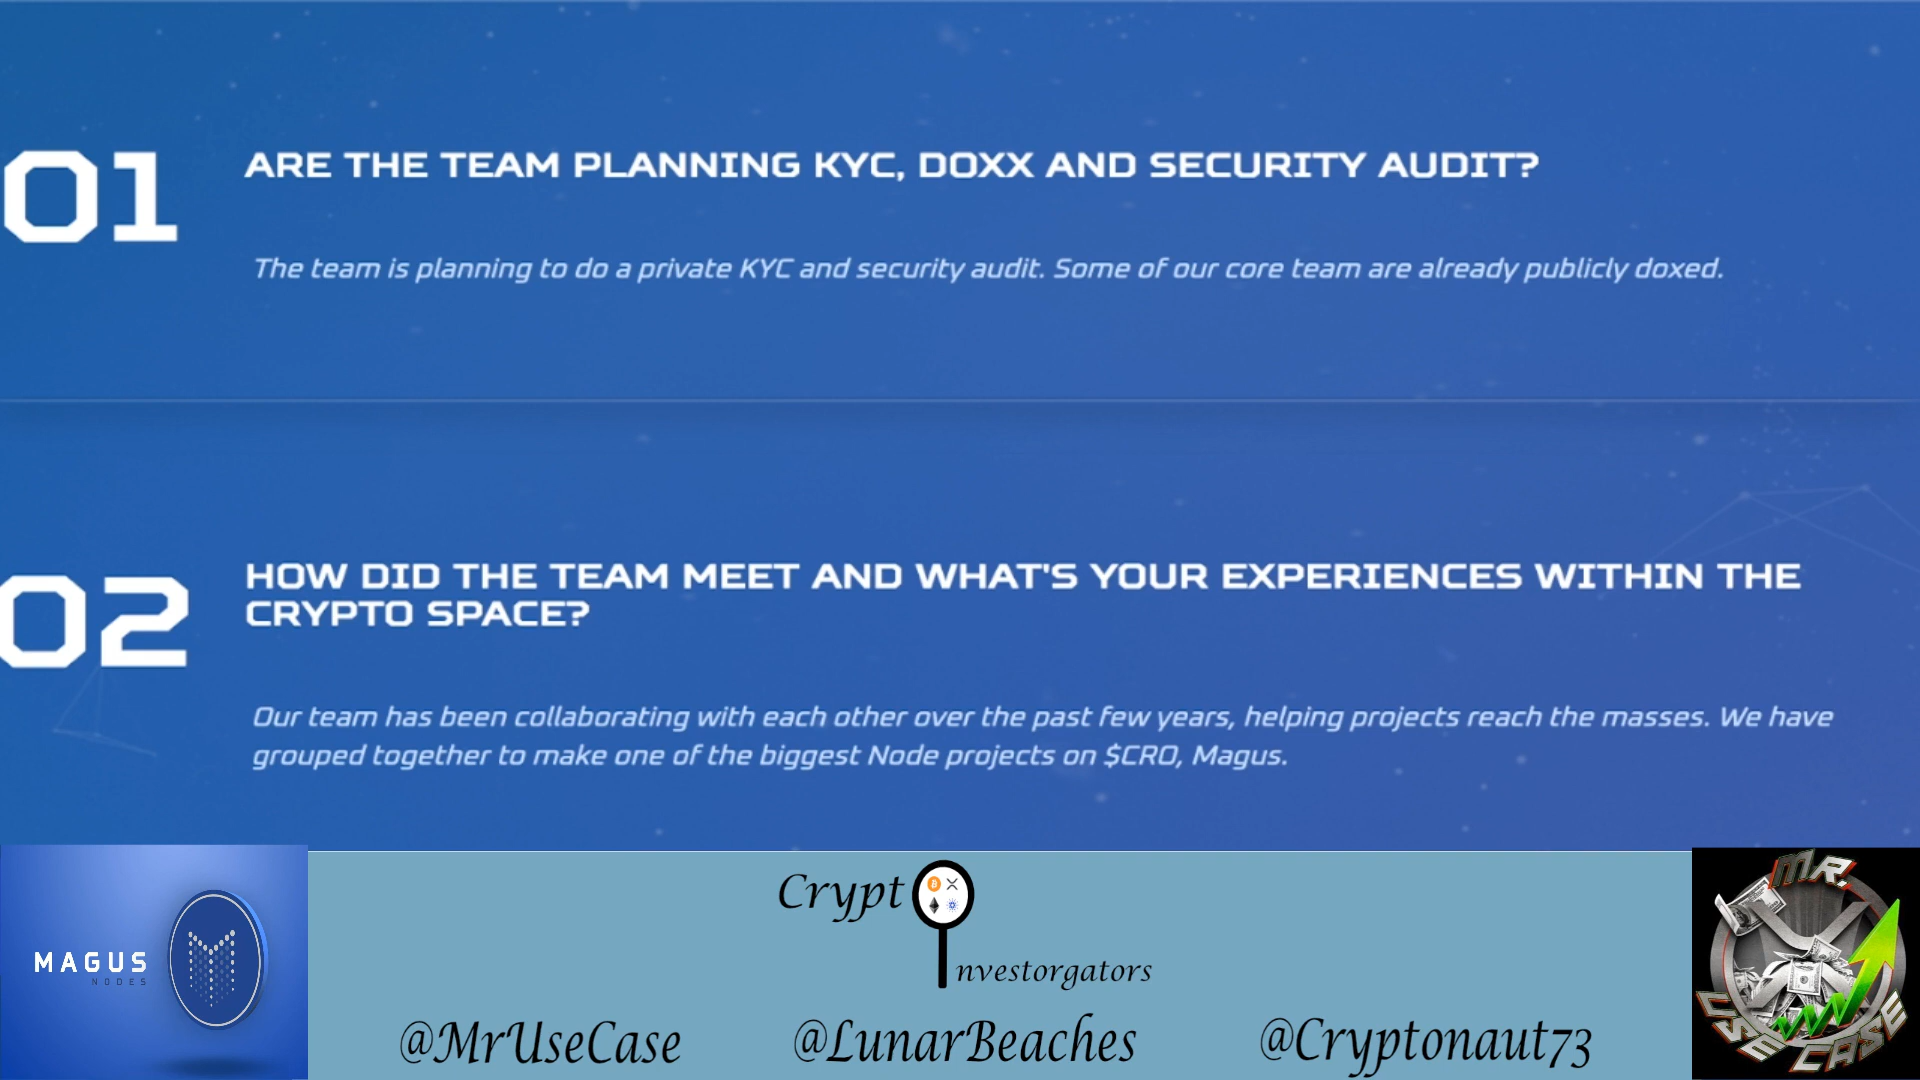 01
ARE THE TEAM PLANNING KYC, DOXX AND SECURITY AUDIT?
The team is planning to do a private KYC and security audit. Some of our core team are already publicly doxed.
02
HOW DID THE TEAM MEET AND WHAT'S YOUR EXPERIENCES WITHIN THE
CRYPTO SPACE?
Our team has been collaborating with each other over the past few years, helping projects reach the masses. We have
grouped together to make one of the biggest Node projects on $CRO, Magus.
MAGUS
NODES
Crypt
nvestorgators
@MrUseCase
@LunarBeaches
@Cryptonaut73
MR.
USE CASE